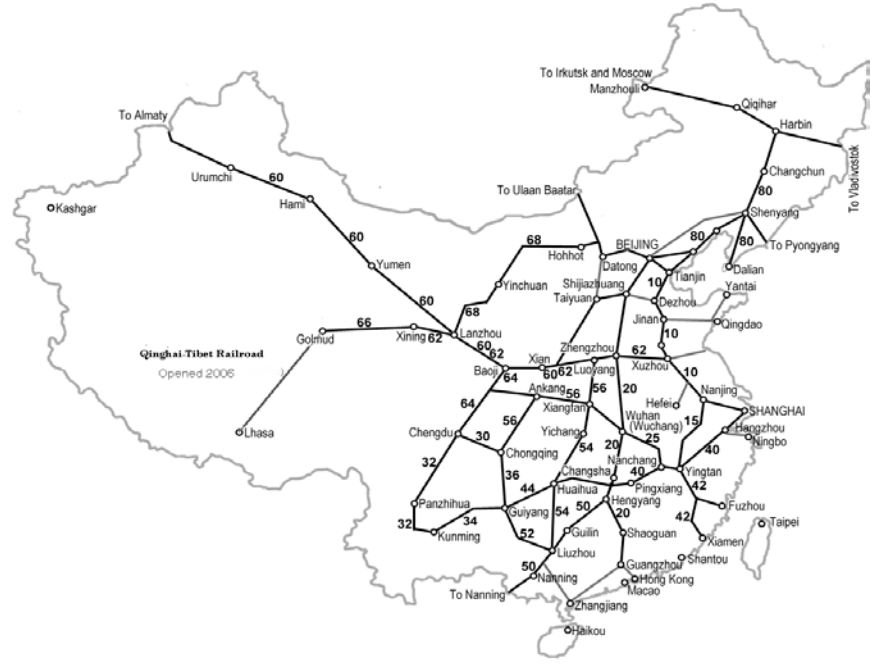 To Irkutsk and Moscow
Manzhouli
Qiqihar
To Almaty
Harbin
Urumchi
60
Changchun
To Vladivostok
80
To Ulaan Baatar
Hami
Kashgar
Shenyang
60
68
BEIJING
80
80
To Pyongyang
Hohhot
Datong
Yumen
Tianjin
Dalian
Shijiazhuang
10
Yinchuan
Yantai
Taiyuan
Dezhou
60
68
66
Jinan
Qingdao
Golmud
Xining
62
Lanzhou
10
Qinghai-Tibet Railroad
60
62
Xian
Zhengzhou
62
Opened 2006
Baoji
64
60
62
Luoyang
Xuzhou
10
Ankang
56
56
20
Nanjing
64
Xiangfan
Hefei
SHANGHAI
56
Wuhan
(Wuchang)
15
Hangzhou
Lhasa
Chengdu
30
Yichang
20
25
40
Ningbo
Chongqing
54
Nanchang
32
36
44
Changsha
40
Yingtan
Huaihua
Pingxiang
42
Panzhihua
Hengyang
Guiyang
54
50
20
Fuzhou
32
34
42
Taipei
Kunming
52
Guilin
Shaoguan
Xiamen
Liuzhou
Shantou
50
Nanning
Guangzhou
Hong Kong
Macao
To Nanning
Zhangjiang
Haikou